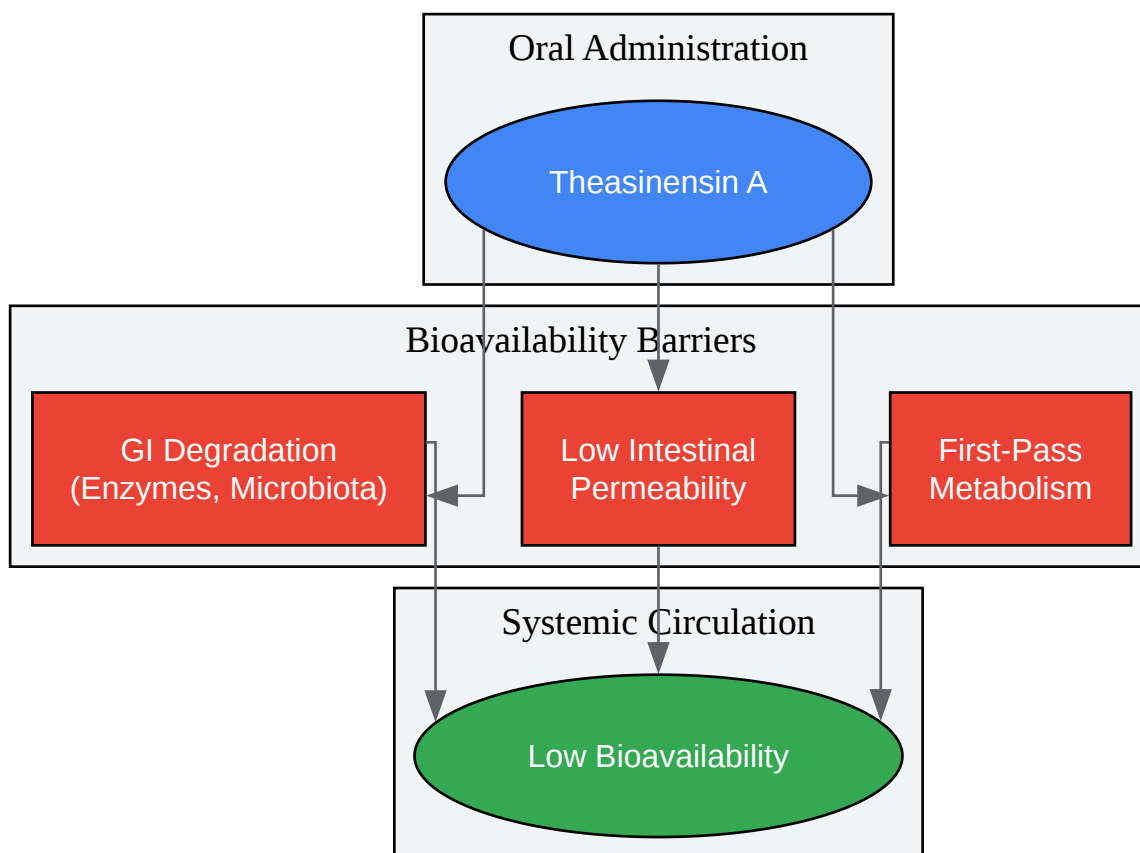 Oral Administration
Theasinensin A
Bioavailability Barriers
GI Degradation
(Enzymes, Microbiota)
Low Intestinal
Permeability
First-Pass
Metabolism
Systemic Circulation
Low Bioavailability